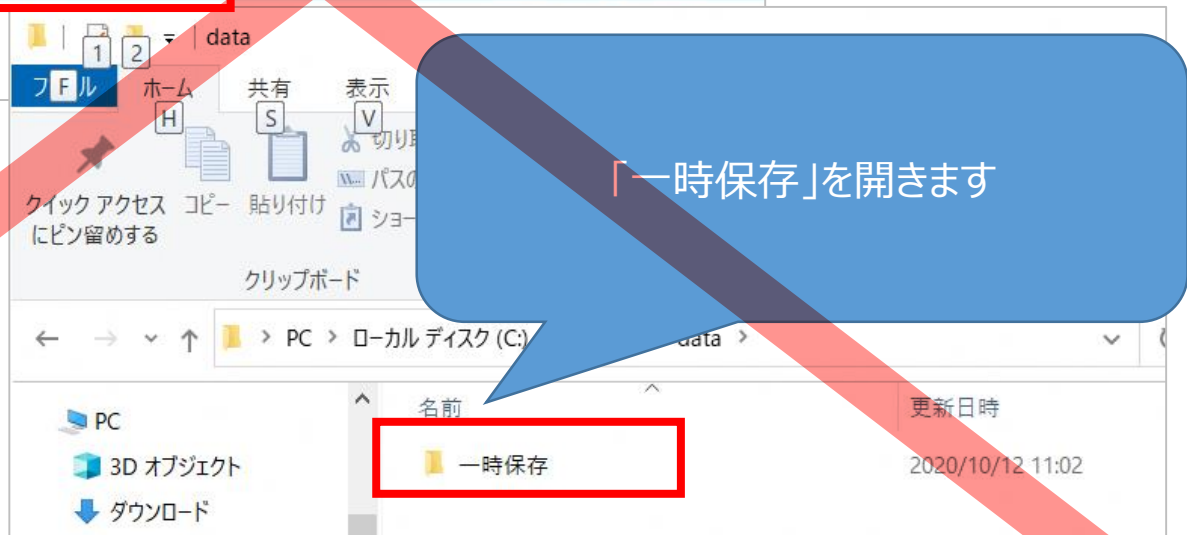 1 2 data
フ F ル ホーム 共有 表示
H S V
切り
クイック アクセス
にピン留めする
コピー 貼り付け
パスの
ショー
クリップボード
「一時保存」を開きます
PC > ローカル ディスク (C:) data >
名前 更新日時
PC
一時保存 2020/10/12 11:02
3D オブジェクト
ダウンロード